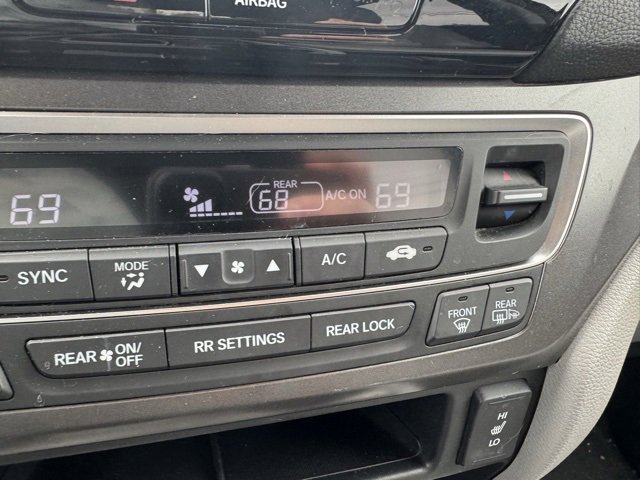 AIRBAG
69
REAR
68
A/C ON
69
SYNC
MODE
A/C
FRONT
REAR
REAR ON/OFF
RR SETTINGS
REAR LOCK
HI
LO